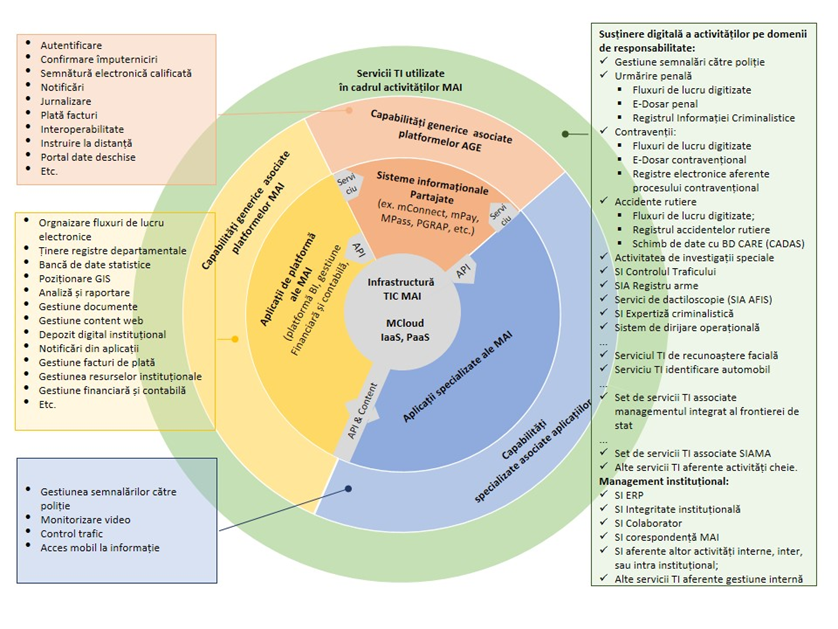 Autentificare
Confirmare împuterniciri
Semnătură electronică calificată
Notificări
Jurnalizare
Plată facturi
Interoperabilitate
Instruire la distanță
Portal date deschise
Etc.
Orgnaizare fluxuri de lucru
electronice
Ținere registre departamentale
Bancă de date statistice
Poziționare GIS
Analiză și raportare
Gestiune documente
Gestiune content web
Depozit digital instituțional
Notificări din aplicații
Gestiune facturi de plată
Gestiunea resurselor instituționale
Gestiune financiară și contabilă
Etc.
Gestiunea semnalărilor către
poliție
Monitorizare video
Control trafic
Acces mobil la informație
Servicii TI utilizate
în cadrul activităților MAI
Capabilități generice asociate
platformelor AGE
Capabilități generice asociate
platformelor MAI
Sisteme informaționale
Partajate
(ex. mConnect, mPay,
MPass, PGRAP, etc.)
Servi
ciu
Servi
ciu
API
API
Aplicații de platformă
ale MAI
(platformă BI, gestiune
Financiară și contabilă,
Infrastructură
TIC MAI
MCloud
IaaS, PaaS
API & Content
Aplicații specializate ale MAI
Capabilități
specializate asociate aplicațiilor
Susținere digitală a activităților pe domenii
de responsabilitate:
Gestiune semnalări către poliție
Urmărire penală
Fluxuri de lucru digitizate
E-Dosar penal
Registrul Informației Criminalistice
Contravenții:
Fluxuri de lucru digitizate
E-Dosar contravențional
Registre electronice aferente
procesului contravențional
Accidente rutiere
Fluxuri de lucru digitizate;
Registrul accidentelor rutiere
Schimb de date cu BD CARE (CADAS)
Activitatea de investigații speciale
SI Controlul Traficului
SIA Registru arme
Servici de dactiloscopie (SIA AFIS)
SI Expertiză criminalistică
Sistem de dirijare operațională
...
Serviciul TI de recunoaștere facială
Serviciu TI identificare automobil
...
Set de servicii TI associate
managementul integrat al frontierei de
stat
...
Set de servicii TI associate SIAMA
Alte servicii TI aferente activități cheie.
Management instituțional:
SI ERP
SI Integritate instituțională
SI Colaborator
SI corespondență MAI
SI aferente altor activități interne, inter,
sau intra instituțional;
Alte servicii TI aferente gestiune internă